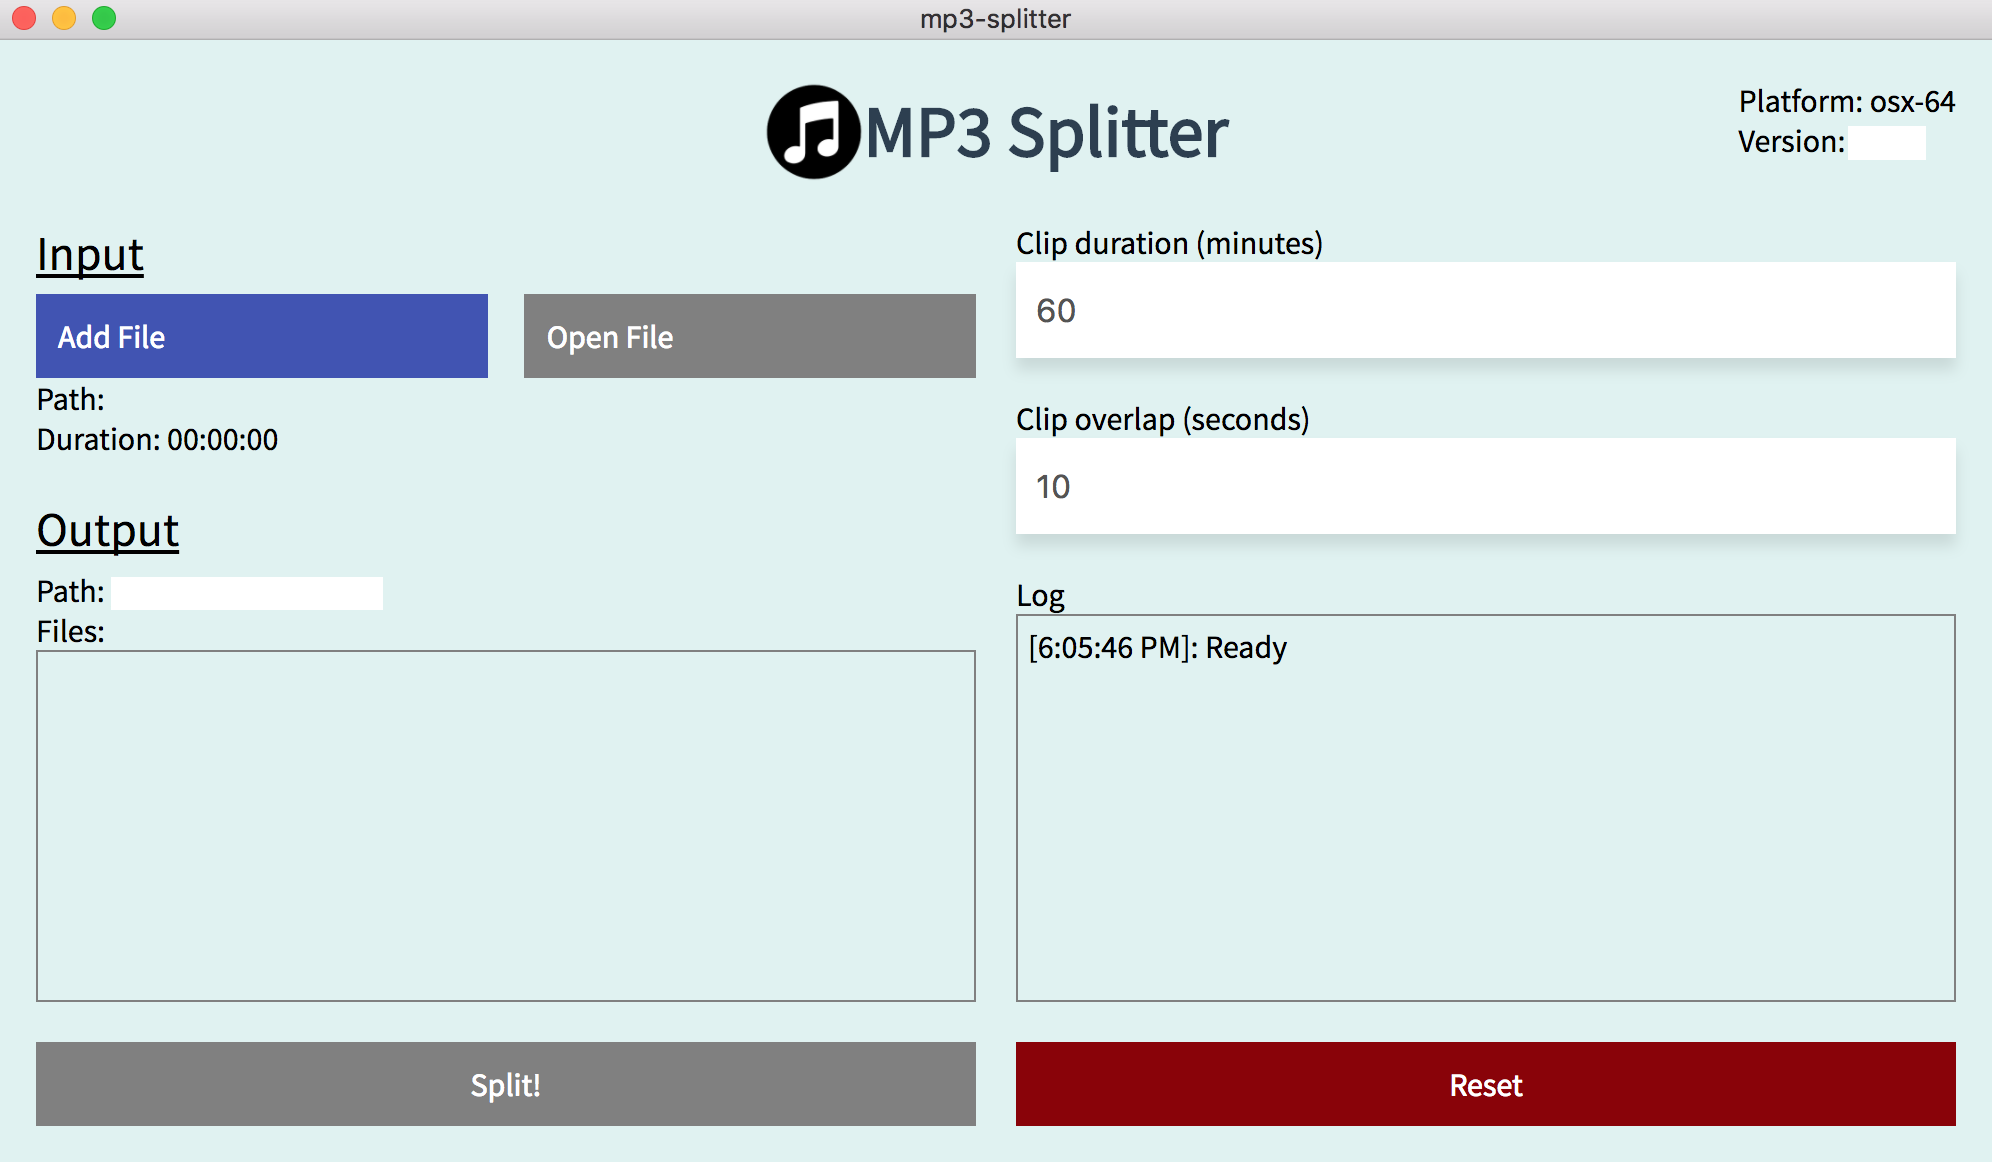 mp3-splitter
MP3 Splitter
Platform: osx-64
Version:
Input
Add File
Open File
Path:
Duration: 00:00:00
Output
Path:
Files:
Split!
Clip duration (minutes)
60
Clip overlap (seconds)
10
Log
[6:05:46 PM]: Ready
Reset